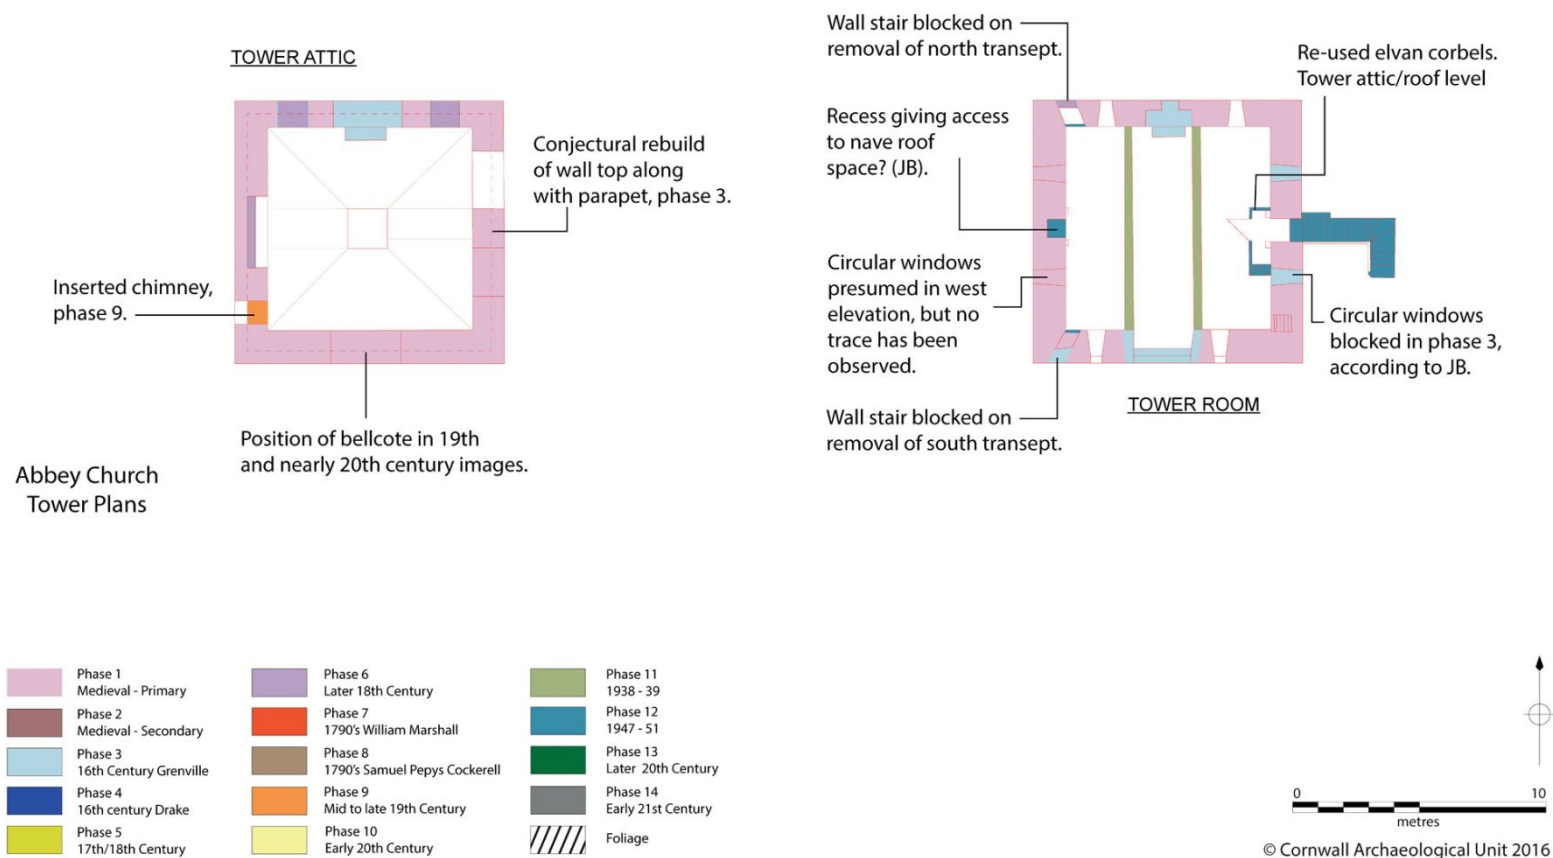 TOWER ATTIC
Conjectural rebuild
of wall top along
with parapet, phase 3.
Inserted chimney,
phase 9.
Position of bellcote in 19th
and nearly 20th century images.
Abbey Church
Tower Plans
Wall stair blocked on
removal of north transept.
Re-used elvan corbels.
Tower attic/roof level
Recess giving access
to nave roof
space? (JB).
Circular windows
presumed in west
elevation, but no
trace has been
observed.
Circular windows
blocked in phase 3,
according to JB.
TOWER ROOM
Wall stair blocked on
removal of south transept.
Phase 1
Medieval - Primary
Phase 2
Medieval - Secondary
Phase 3
16th Century Grenville
Phase 4
16th century Drake
Phase 5
17th/18th Century
Phase 6
Later 18th Century
Phase 7
1790's William Marshall
Phase 8
1790's Samuel Pepys Cockerell
Phase 9
Mid to late 19th Century
Phase 10
Early 20th Century
Phase 11
1938 - 39
Phase 12
1947 - 51
Phase 13
Later 20th Century
Phase 14
Early 21st Century
Foliage
0 10
metres
© Cornwall Archaeological Unit 2016